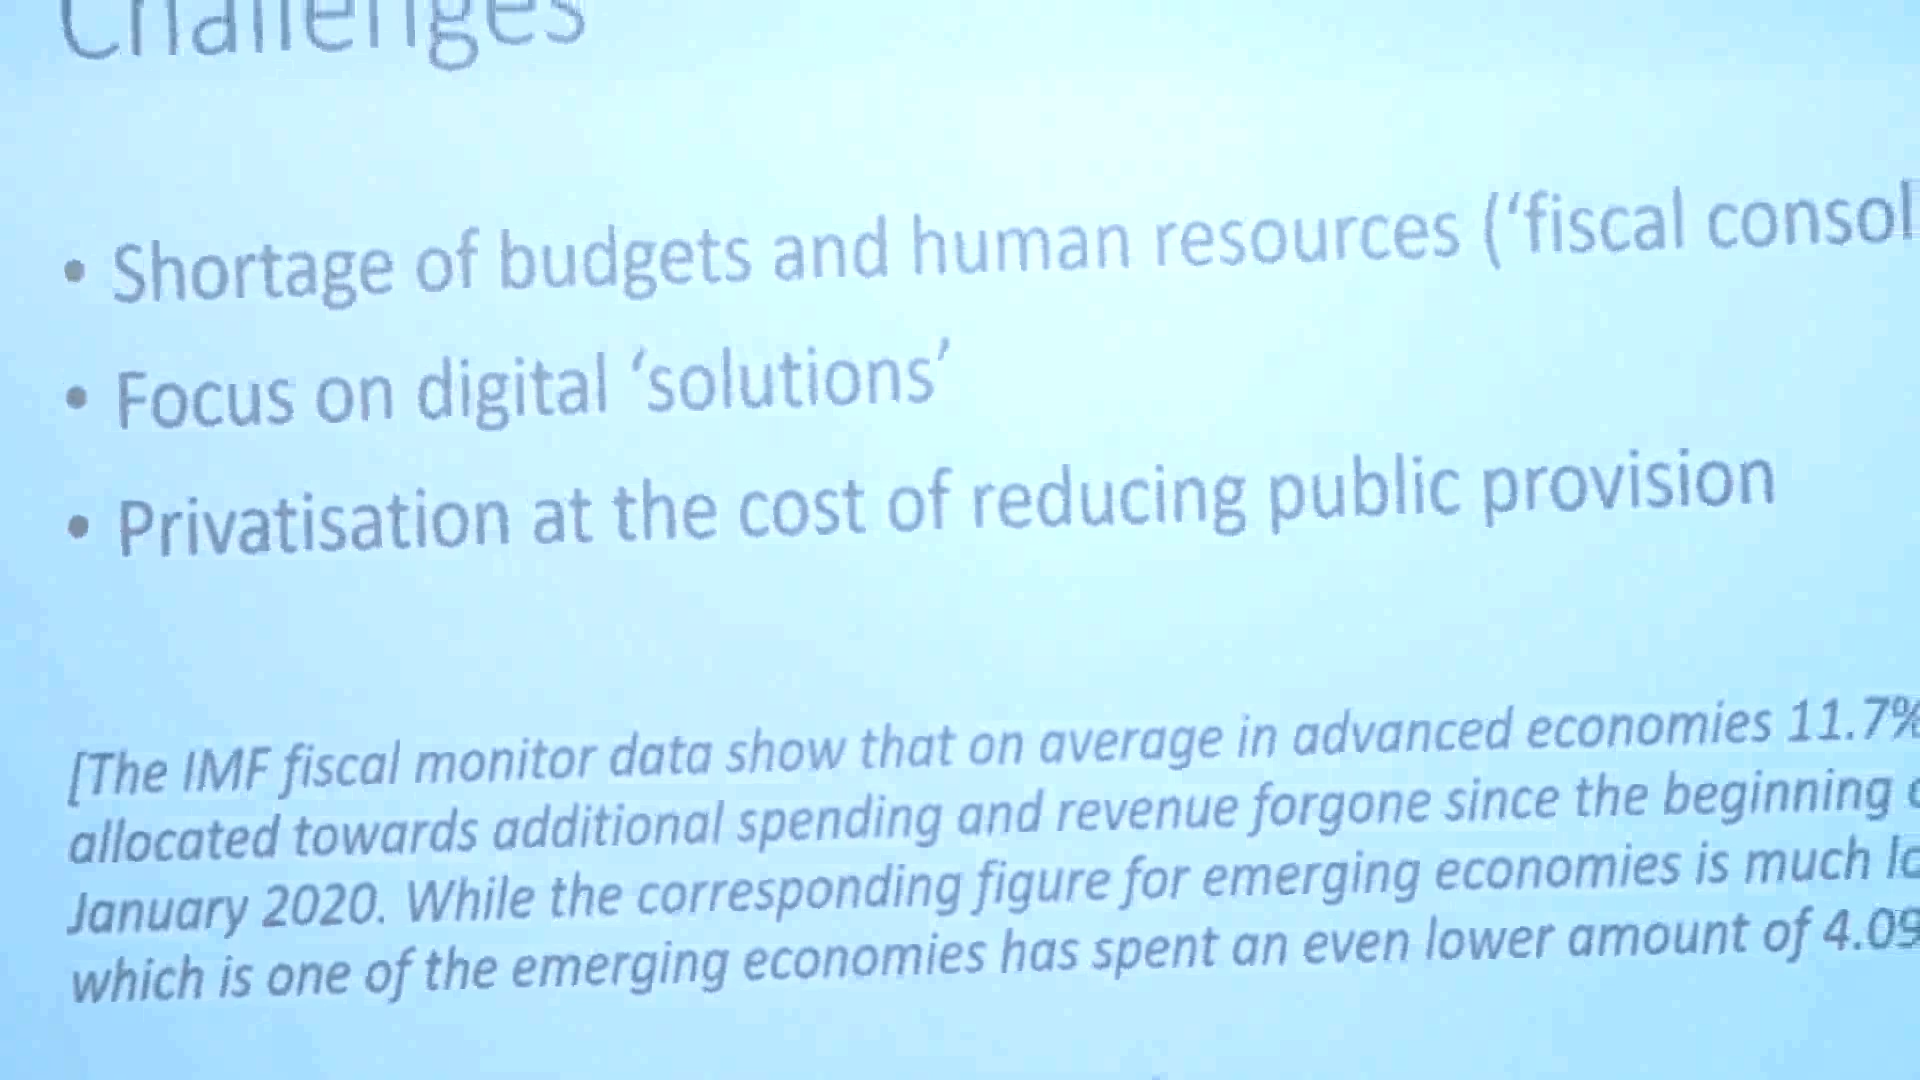 Challenges
• Shortage of budgets and human resources (‘fiscal consol
• Focus on digital ‘solutions’
• Privatisation at the cost of reducing public provision
[The IMF fiscal monitor data show that on average in advanced economies 11.7%
allocated towards additional spending and revenue forgone since the beginning
January 2020. While the corresponding figure for emerging economies is much lo
which is one of the emerging economies has spent an even lower amount of 4.09